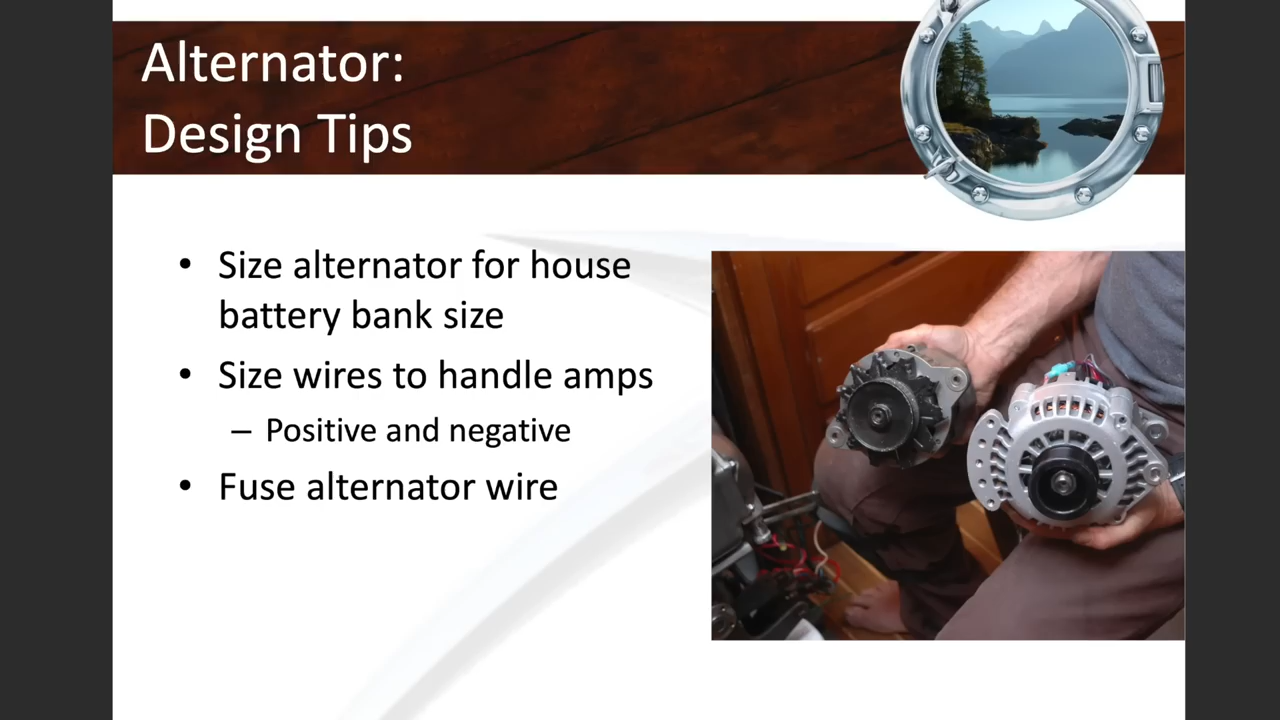 Alternator:
Design Tips
• Size alternator for house
battery bank size
• Size wires to handle amps
– Positive and negative
• Fuse alternator wire